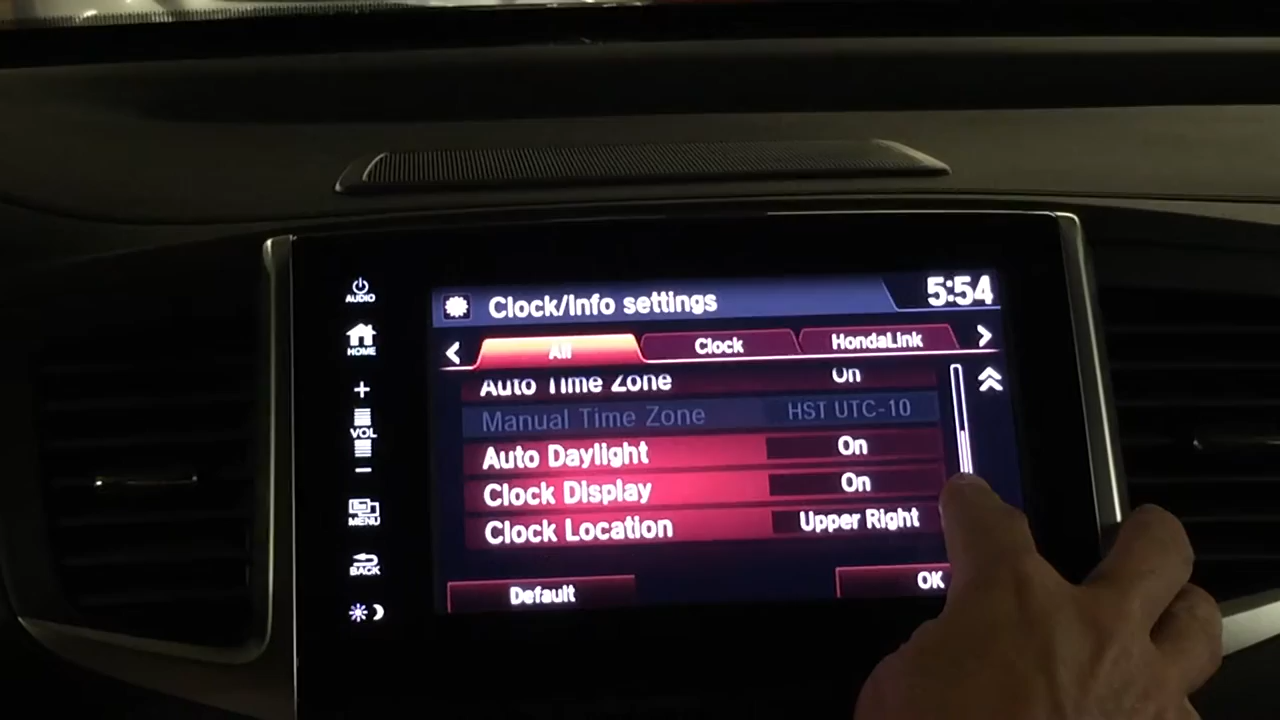 AUDIO
HOME
VOL
MENU
BACK
Clock/Info settings
5:54
All
Clock
HondaLink
Auto Time Zone
On
Manual Time Zone
HST UTC-10
Auto Daylight
On
Clock Display
On
Clock Location
Upper Right
Default
OK